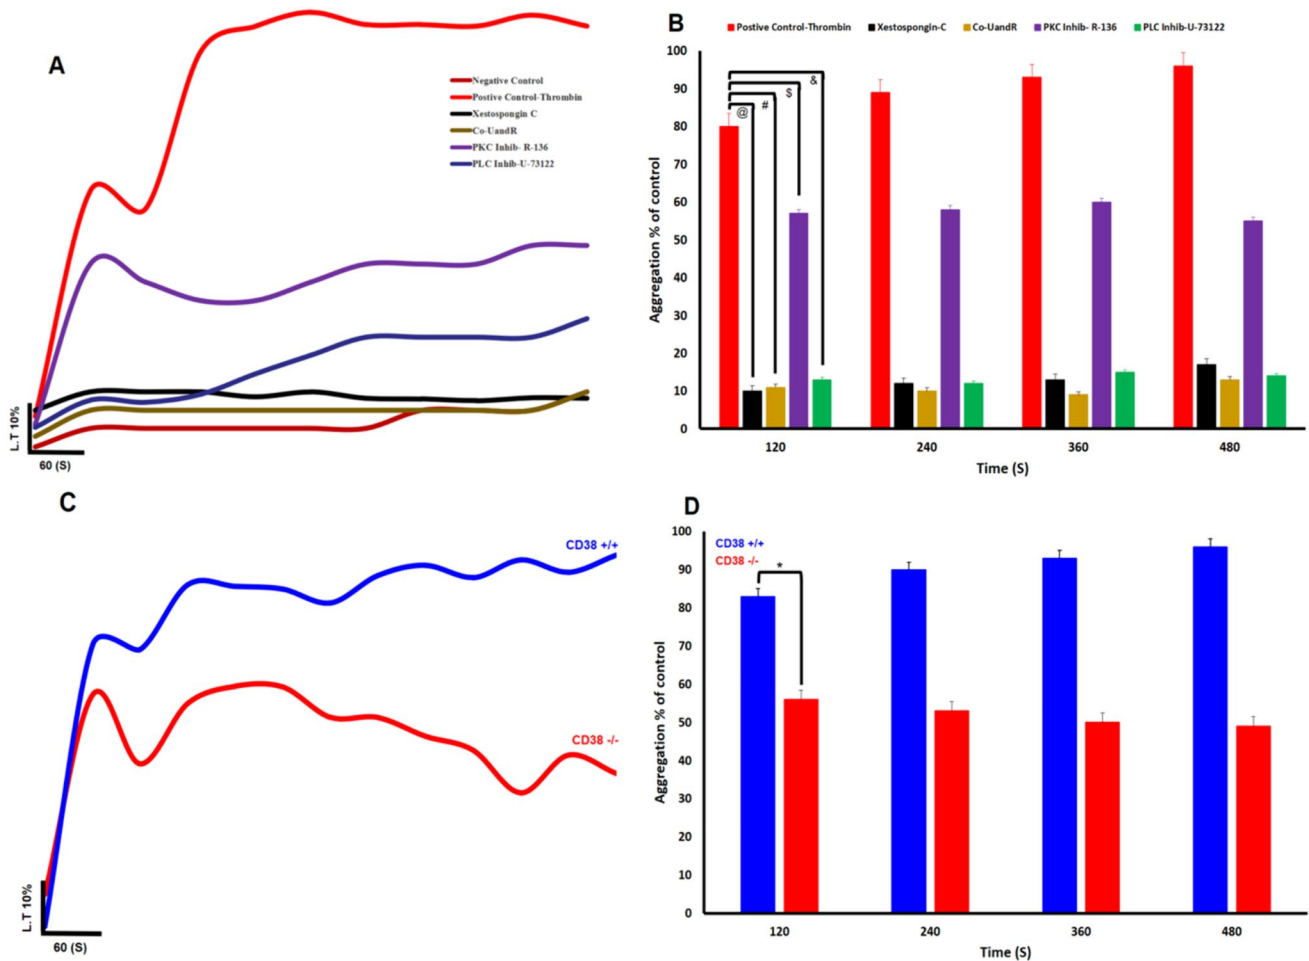 A
Negative Control
Postive Control-Thrombin
Xestospongin C
Co-UandR
PKC Inhib- R-136
PLC Inhib-U-73122
L.T 10%
60 (S)
B
Postive Control-Thrombin Xestospongin-C Co-UandR PKC Inhib- R-136 PLC Inhib-U-73122
Aggregation % of control
100
90
80
70
60
50
40
30
20
10
0
&
$
#
@
120 240 360 480
Time (S)
C
CD38 +/+
CD38 -/-
L.T 10%
60 (S)
D
CD38 +/+
CD38 -/-
*
Aggregation % of control
100
90
80
70
60
50
40
30
20
10
0
120 240 360 480
Time (S)